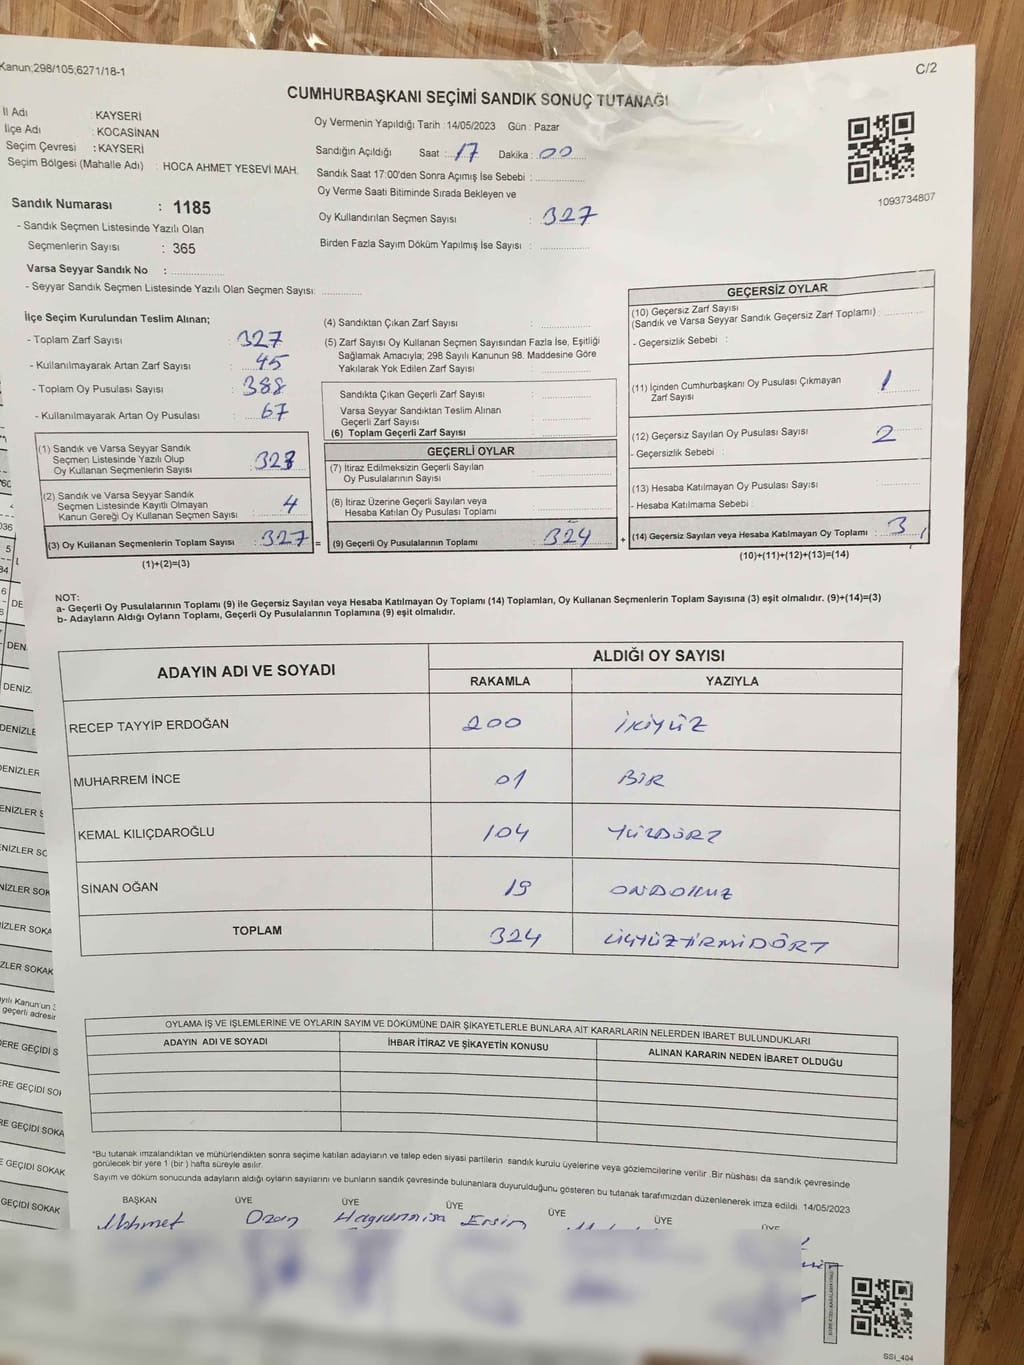 Kanun:298/105;6271/18-1
C/2
CUMHURBAŞKANI SEÇİMİ SANDIK SONUÇ TUTANAĞI
İl Adı : KAYSERİ
İlçe Adı : KOCASİNAN
Seçim Çevresi : KAYSERİ
Seçim Bölgesi (Mahalle Adı) : HOCA AHMET YESEVİ MAH.
Oy Vermenin Yapıldığı Tarih : 14/05/2023 Gün : Pazar
Sandığın Açıldığı Saat : 17 Dakika : 00
Sandık Saat 17:00'den Sonra Açımış İse Sebebi :
Oy Verme Saati Bitiminde Sırada Bekleyen ve
Oy Kullandırılan Seçmen Sayısı : 327
Birden Fazla Sayım Döküm Yapılmış İse Sayısı :
1093734807
Sandık Numarası : 1185
- Sandık Seçmen Listesinde Yazılı Olan
Seçmenlerin Sayısı : 365
Varsa Seyyar Sandık No :
- Seyyar Sandık Seçmen Listesinde Yazılı Olan Seçmen Sayısı:
İlçe Seçim Kurulundan Teslim Alınan;
- Toplam Zarf Sayısı : 327
- Kullanılmayarak Artan Zarf Sayısı : 45
- Toplam Oy Pusulası Sayısı : 388
- Kullanılmayarak Artan Oy Pusulası : 67
(1) Sandık ve Varsa Seyyar Sandık
Seçmen Listesinde Yazılı Olup
Oy Kullanan Seçmenlerin Sayısı : 323
(2) Sandık ve Varsa Seyyar Sandık
Seçmen Listesinde Kayıtlı Olmayan
Kanun Gereği Oy Kullanan Seçmen Sayısı : 4
(3) Oy Kullanan Seçmenlerin Toplam Sayısı : 327 =
(1)+(2)=(3)
(4) Sandıktan Çıkan Zarf Sayısı :
(5) Zarf Sayısı Oy Kullanan Seçmen Sayısından Fazla İse, Eşitliği
Sağlamak Amacıyla; 298 Sayılı Kanunun 98. Maddesine Göre
Yakılarak Yok Edilen Zarf Sayısı :
Sandıkta Çıkan Geçerli Zarf Sayısı :
Varsa Seyyar Sandıktan Teslim Alınan
Geçerli Zarf Sayısı :
(6) Toplam Geçerli Zarf Sayısı :
GEÇERLİ OYLAR
(7) İtiraz Edilmeksizin Geçerli Sayılan
Oy Pusulalarının Sayısı :
(8) İtiraz Üzerine Geçerli Sayılan veya
Hesaba Katılan Oy Pusulası Toplamı :
(9) Geçerli Oy Pusulalarının Toplamı : 324 +
GEÇERSİZ OYLAR
(10) Geçersiz Zarf Sayısı
(Sandık ve Varsa Seyyar Sandık Geçersiz Zarf Toplamı) :
- Geçersizlik Sebebi :
(11) İçinden Cumhurbaşkanı Oy Pusulası Çıkmayan
Zarf Sayısı : 1
(12) Geçersiz Sayılan Oy Pusulası Sayısı : 2
- Geçersizlik Sebebi :
(13) Hesaba Katılmayan Oy Pusulası Sayısı :
- Hesaba Katılmama Sebebi :
(14) Geçersiz Sayılan veya Hesaba Katılmayan Oy Toplamı : 3
(10)+(11)+(12)+(13)=(14)
NOT:
a- Geçerli Oy Pusulalarının Toplamı (9) ile Geçersiz Sayılan veya Hesaba Katılmayan Oy Toplamı (14) Toplamları, Oy Kullanan Seçmenlerin Toplam Sayısına (3) eşit olmalıdır. (9)+(14)=(3)
b- Adayların Aldığı Oyların Toplamı, Geçerli Oy Pusulalarının Toplamına (9) eşit olmalıdır.
ADAYIN ADI VE SOYADI ALDIĞI OY SAYISI
RAKAMLA YAZIYLA
RECEP TAYYİP ERDOĞAN 200 İKİYÜZ
MUHARREM İNCE 01 BİR
KEMAL KILIÇDAROĞLU 104 YÜZDÖRT
SİNAN OĞAN 19 ONDOKUZ
TOPLAM 324 ÜÇYÜZYİRMİDÖRT
OYLAMA İŞ VE İŞLEMLERİNE VE OYLARIN SAYIM VE DÖKÜMÜNE DAİR ŞİKAYETLERLE BUNLARA AİT KARARLARIN NELERDEN İBARET BULUNDUKLARI
ADAYIN ADI VE SOYADI İHBAR İTİRAZ VE ŞİKAYETİN KONUSU ALINAN KARARIN NEDEN İBARET OLDUĞU
*Bu tutanak imzalandıktan ve mühürlendikten sonra seçime katılan adayların ve talep eden siyasi partilerin sandık kurulu üyelerine veya gözlemcilerine verilir. Bir nüshası da sandık çevresinde
görülecek bir yere 1 (bir) hafta süreyle asılır.
Sayım ve döküm sonucunda adayların aldığı oyların sayılarını ve bunların sandık çevresinde bulunanlara duyurulduğunu gösteren bu tutanak tarafımızdan düzenlenerek imza edildi. 14/05/2023
BAŞKAN ÜYE ÜYE ÜYE ÜYE ÜYE ÜYE
Mehmet Ozan Ersin
SSİ_404
5
DENİZ
DENİZLER S
DENİZLER SOKAK
GEÇİDİ SOKAK
GEÇİDİ SOKAK